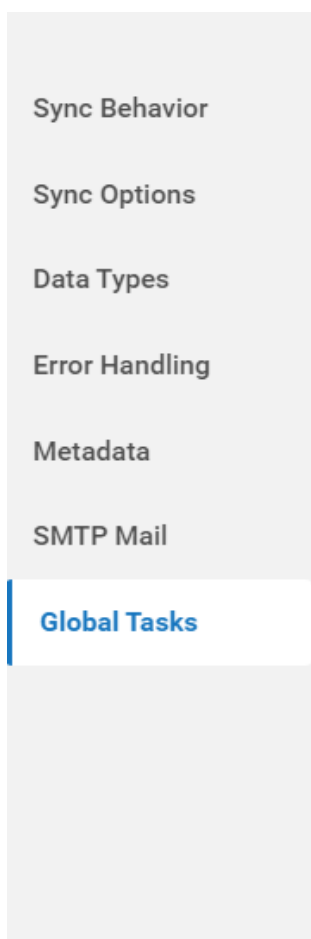 Sync Behavior
Sync Options
Data Types
Error Handling
Metadata
SMTP Mail
Global Tasks